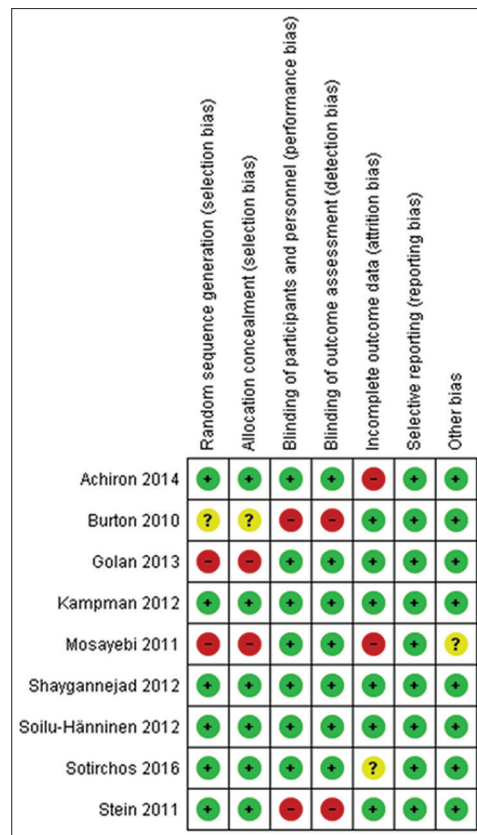 Random sequence generation (selection bias)
Allocation concealment (selection bias)
Blinding of participants and personnel (performance bias)
Blinding of outcome assessment (detection bias)
Incomplete outcome data (attrition bias)
Selective reporting (reporting bias)
Other bias
Achiron 2014 + + + + - + +
Burton 2010 ? ? - - + + +
Golan 2013 - - + + + + +
Kampman 2012 + + + + + + +
Mosayebi 2011 - - + + - + ?
Shaygannejad 2012 + + + + + + +
Soilu-Hänninen 2012 + + + + + + +
Sotirchos 2016 + + + + ? + +
Stein 2011 + + - - + + +